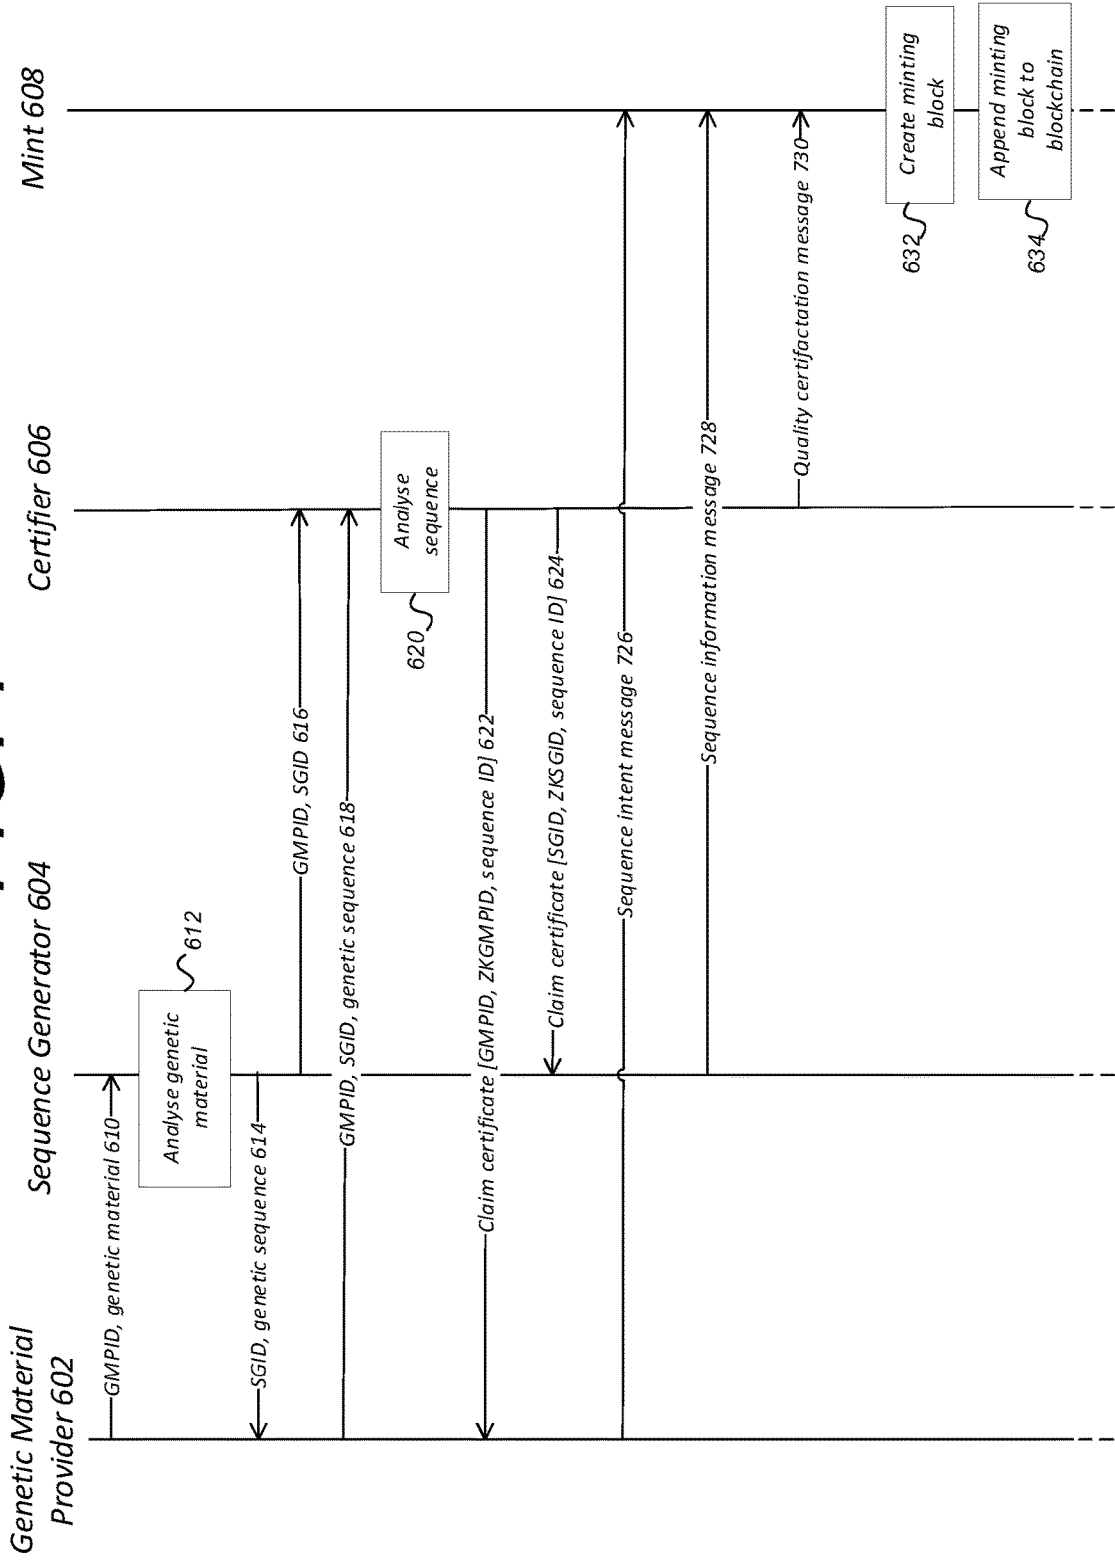 Genetic Material
Provider 602
Sequence Generator 604
Certifier 606
Mint 608
GMPID, genetic material 610
Analyse genetic
material
612
SGID, genetic sequence 614
GMPID, SGID 616
GMPID, SGID, genetic sequence 618
Analyse
sequence
620
Claim certificate [GMPID, ZKGMPID, sequence ID] 622
Claim certificate [SGID, ZKSGID, sequence ID] 624
Sequence intent message 726
Sequence information message 728
Quality certifactation message 730
Create minting
block
632
Append minting
block to
blockchain
634